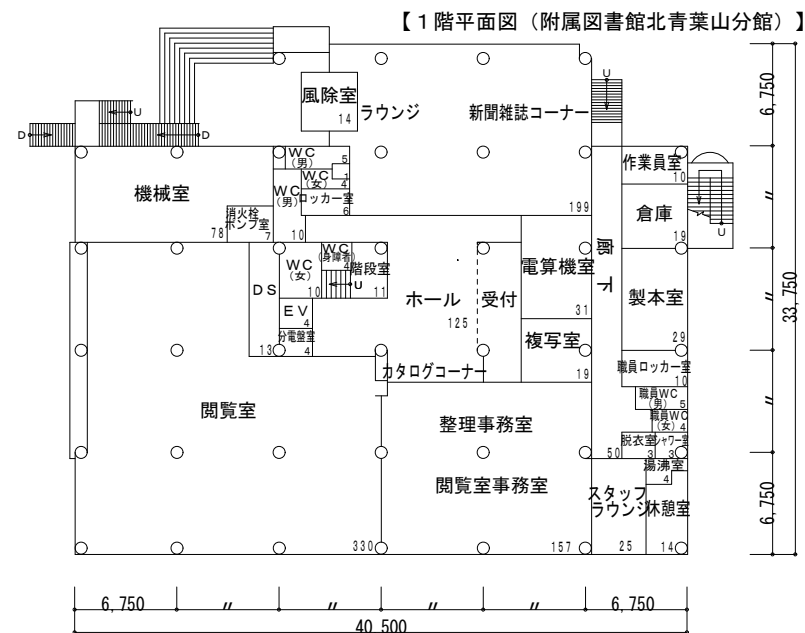 【１階平面図（附属図書館北青葉山分館）】
U
風除室
14
ラウンジ
新聞雑誌コーナー
199
6,750
D
U
D
機械室
78
消火栓
ポンプ室
7
WC
(男)
5
1
WC
(女)
4
WC
(男)
10
ロッカー室
6
作業員室
10
倉庫
19
U
〃
33,750
DS
13
WC
(女)
10
WC
(身障者)
4
U
階段室
11
EV
4
分電盤室
4
ホール
125
受付
電算機室
31
廊
下
50
製本室
29
〃
複写室
19
カタログコーナー
職員ロッカー室
10
職員WC
(男)
5
職員WC
(女)
4
〃
閲覧室
330
整理事務室
脱衣室
3
シャワー室
3
閲覧室事務室
157
湯沸室
4
スタッフ
ラウンジ
25
休憩室
14
6,750
6,750
〃
〃
〃
〃
6,750
40,500